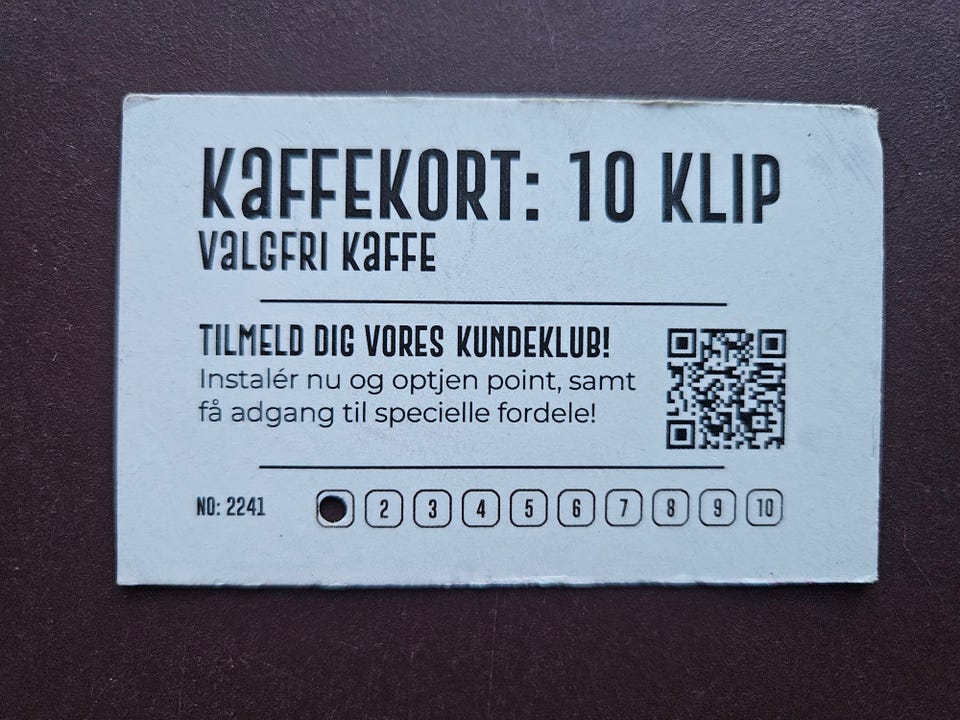 KaFFEKORT: 10 KLIP
VaLGFRI KaFFE
TILMELD DIG VORES KUNDEKLUB!
Instalér nu og optjen point, samt
få adgang til specielle fordele!
NO: 2241 2 3 4 5 6 7 8 9 10